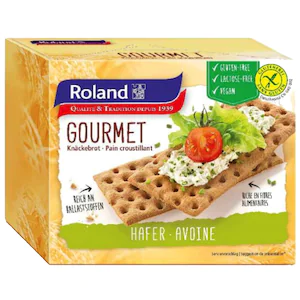 Roland
QUALITÉ & TRADITION DEPUIS 1939
GLUTEN-FREE
LACTOSE-FREE
VEGAN
GOURMET
Knäckebrot · Pain croustillant
REICH AN
BALLASTSTOFFEN
RICHE EN FIBRES
ALIMENTAIRES
HAFER · AVOINE